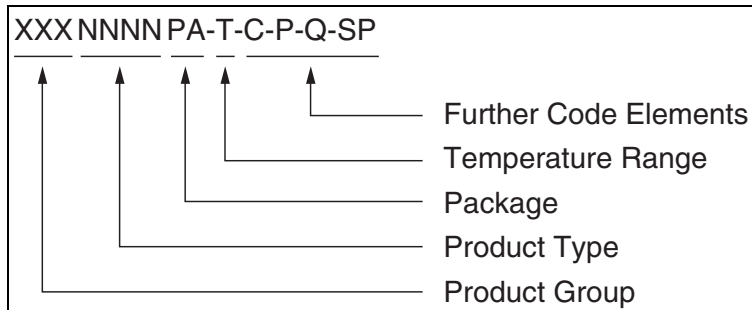 XXX NNNN PA-T-C-P-Q-SP
Further Code Elements
Temperature Range
Package
Product Type
Product Group